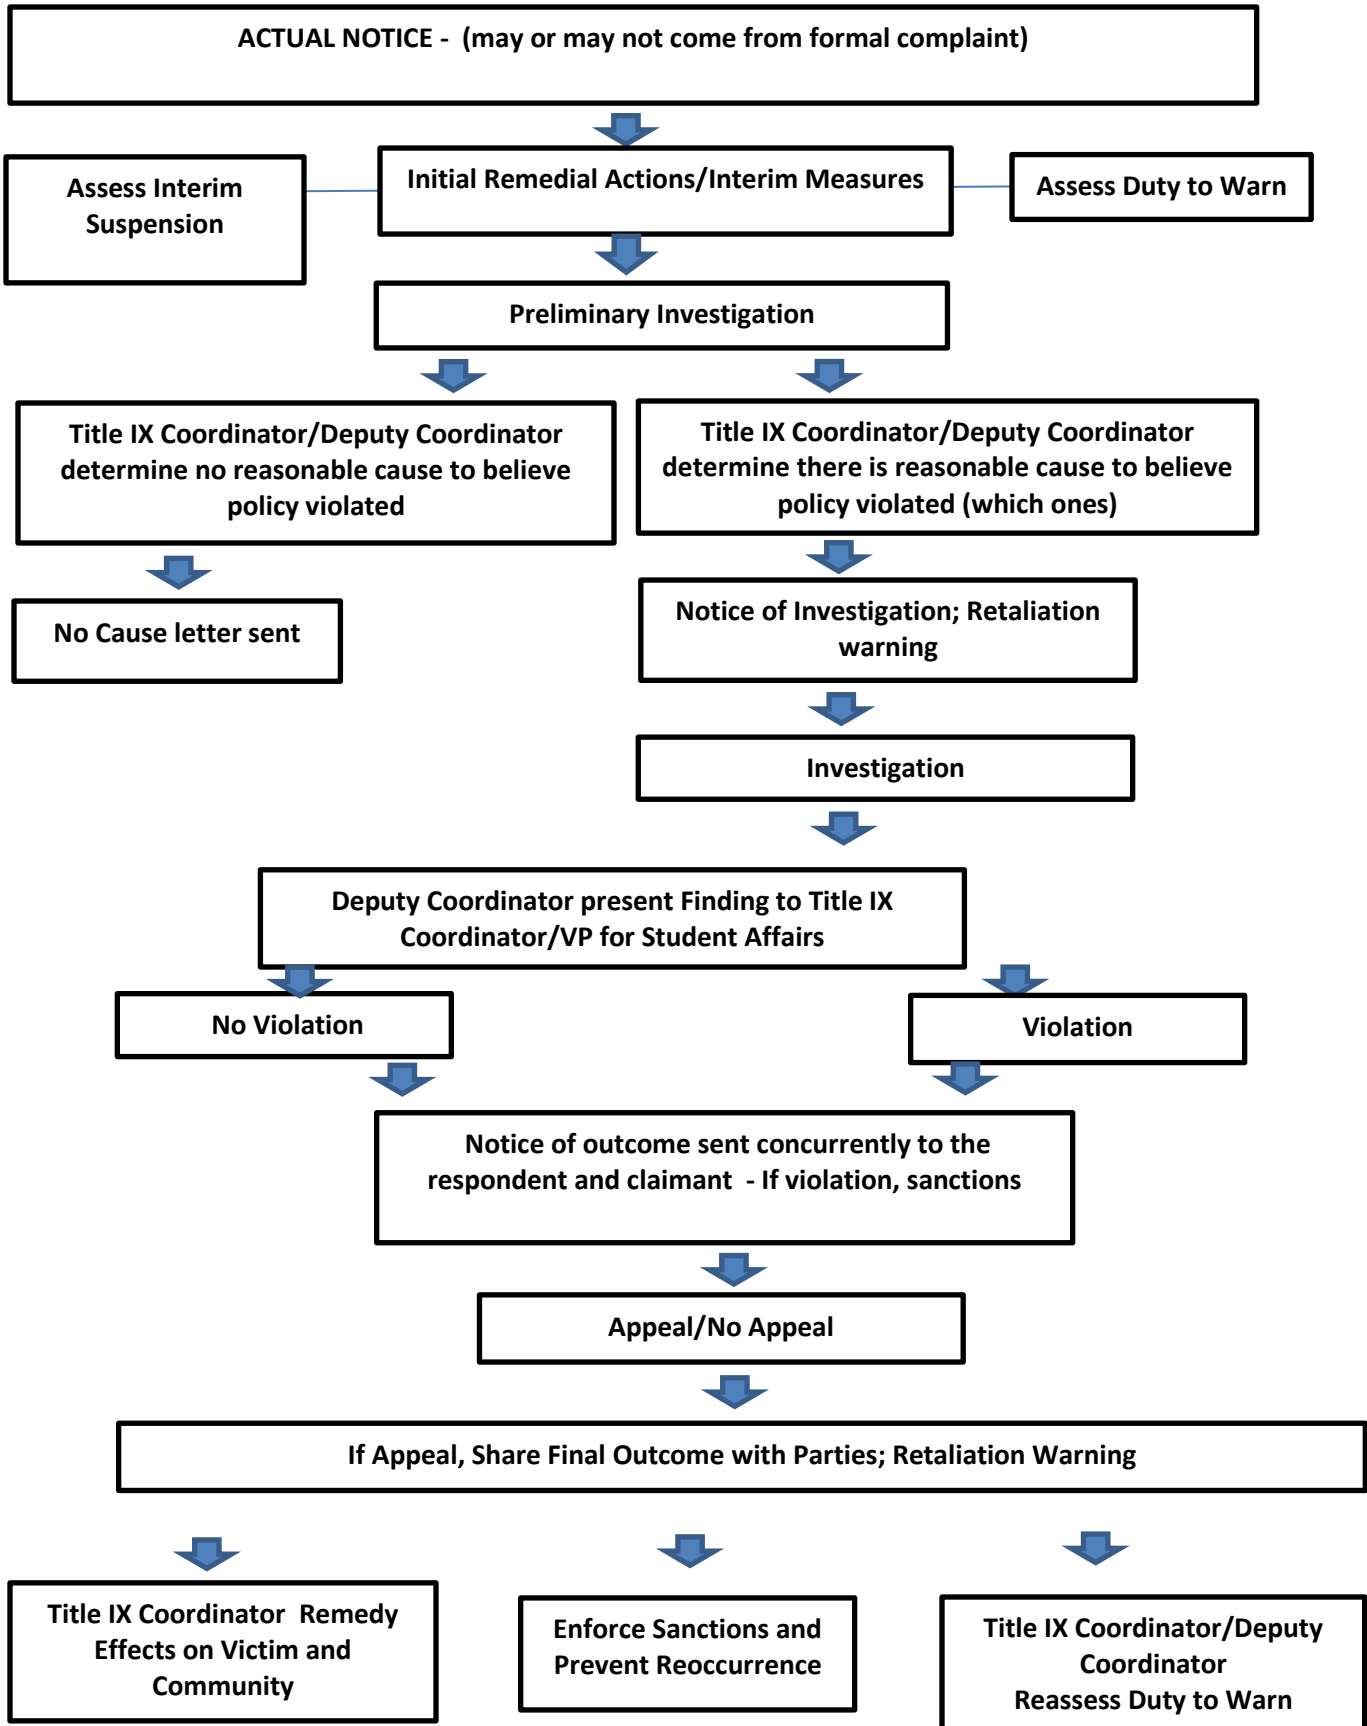 ACTUAL NOTICE - (may or may not come from formal complaint)
Assess Interim
Suspension
Initial Remedial Actions/Interim Measures
Assess Duty to Warn
Preliminary Investigation
Title IX Coordinator/Deputy Coordinator
determine no reasonable cause to believe
policy violated
Title IX Coordinator/Deputy Coordinator
determine there is reasonable cause to believe
policy violated (which ones)
No Cause letter sent
Notice of Investigation; Retaliation
warning
Investigation
Deputy Coordinator present Finding to Title IX
Coordinator/VP for Student Affairs
No Violation
Violation
Notice of outcome sent concurrently to the
respondent and claimant - If violation, sanctions
Appeal/No Appeal
If Appeal, Share Final Outcome with Parties; Retaliation Warning
Title IX Coordinator Remedy
Effects on Victim and
Community
Enforce Sanctions and
Prevent Reoccurrence
Title IX Coordinator/Deputy
Coordinator
Reassess Duty to Warn